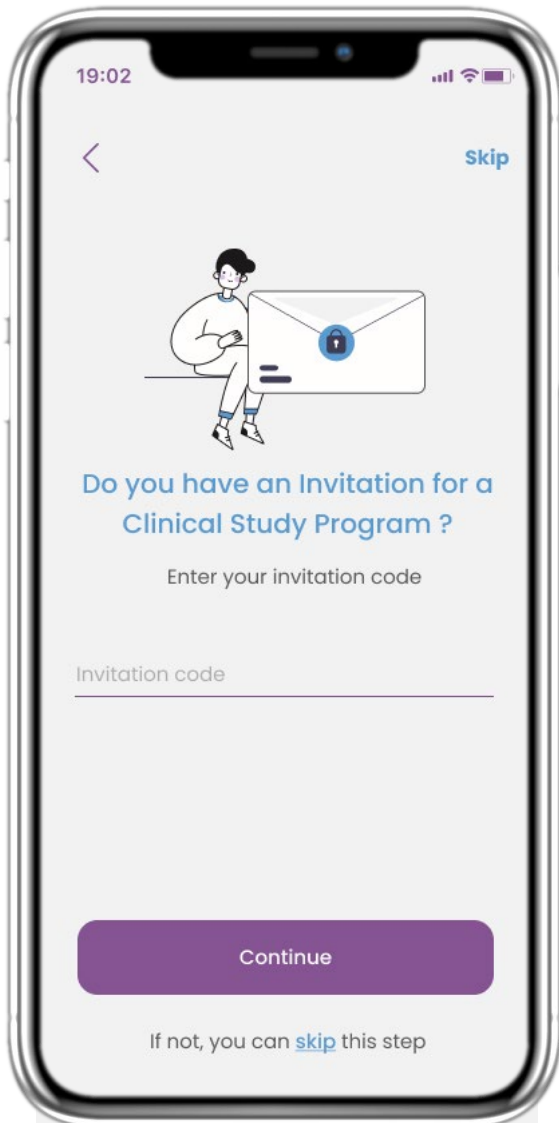 19:02
Skip
Do you have an Invitation for a
Clinical Study Program ?
Enter your invitation code
Invitation code
Continue
If not, you can skip this step